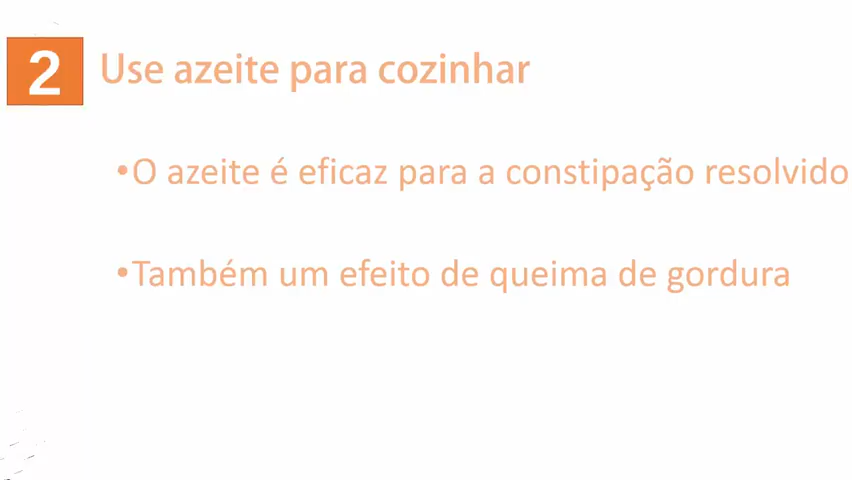 2 Use azeite para cozinhar
•O azeite é eficaz para a constipação resolvido
•Também um efeito de queima de gordura